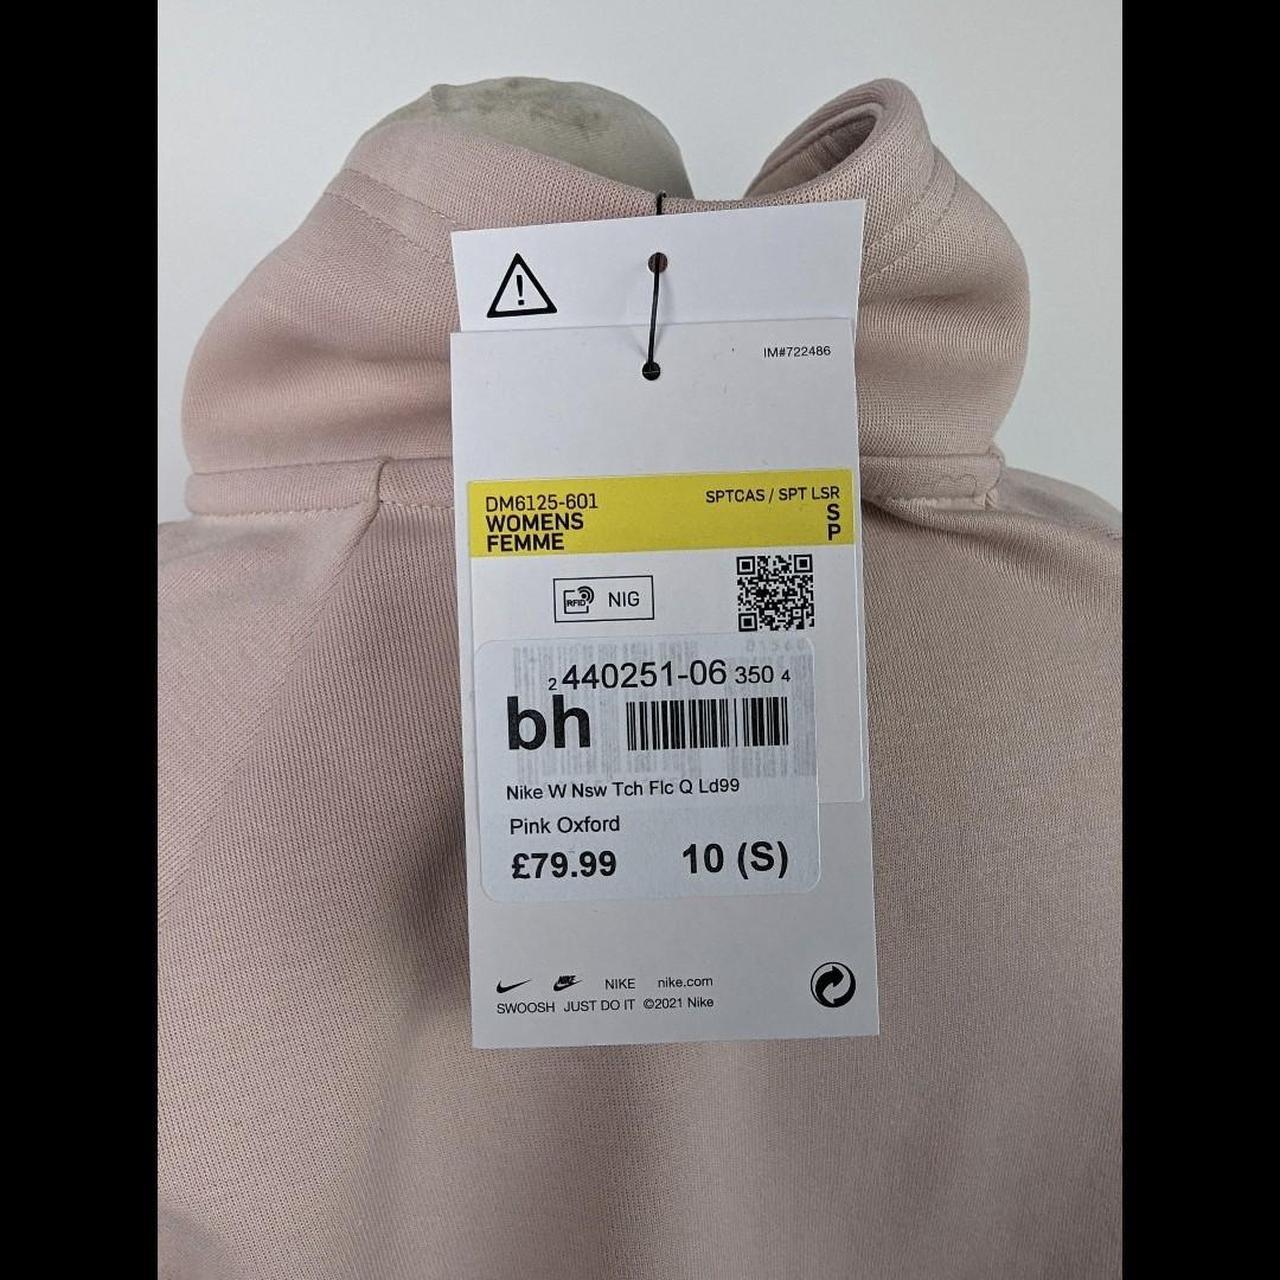 !
IM#722486
DM6125-601 SPTCAS / SPT LSR
WOMENS S
FEMME P
RFID NIG
2 440251-06 350 4
bh
Nike W Nsw Tch Flc Q Ld99
Pink Oxford
£79.99 10 (S)
NIKE NIKE nike.com
SWOOSH JUST DO IT ©2021 Nike